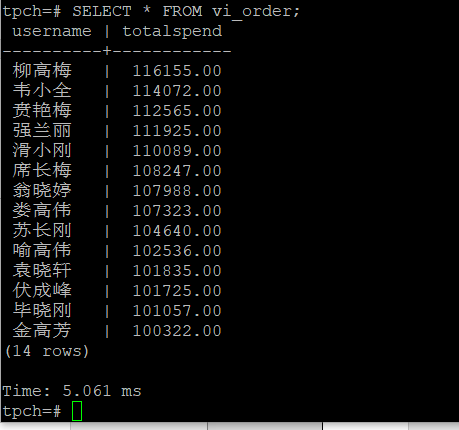 tpch=# SELECT * FROM vi_order;
username | totalspend
----------+------------
柳高梅 | 116155.00
韦小全 | 114072.00
贲艳梅 | 112565.00
强兰丽 | 111925.00
滑小刚 | 110089.00
席长梅 | 108247.00
翁晓婷 | 107988.00
娄高伟 | 107323.00
苏长刚 | 104640.00
喻高伟 | 102536.00
袁晓轩 | 101835.00
伏成峰 | 101725.00
毕晓刚 | 101057.00
金高芳 | 100322.00
(14 rows)
Time: 5.061 ms
tpch=#